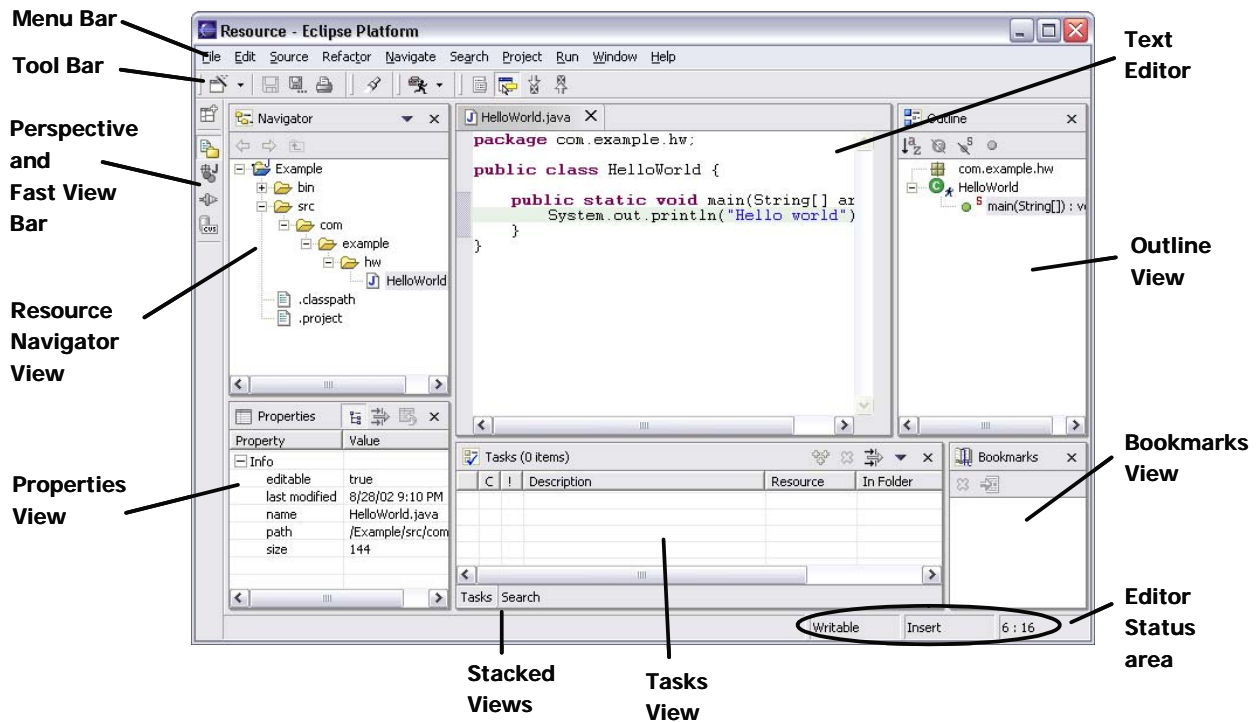 Menu Bar
Tool Bar
Perspective
and
Fast View
Bar
Resource
Navigator
View
Properties
View
Resource - Eclipse Platform
File Edit Source Refactor Navigate Search Project Run Window Help
Navigator
Example
bin
src
com
example
hw
HelloWorld
.classpath
.project
HelloWorld.java
package com.example.hw;
public class HelloWorld {
public static void main(String[] ar
System.out.println("Hello world")
}
}
Outline
com.example.hw
HelloWorld
main(String[]) : v
Properties
Property Value
Info
editable true
last modified 8/28/02 9:10 PM
name HelloWorld.java
path /Example/src/com
size 144
Tasks (0 items)
C ! Description Resource In Folder
Tasks Search
Bookmarks
Writable Insert 6 : 16
Text
Editor
Outline
View
Bookmarks
View
Editor
Status
area
Stacked
Views
Tasks
View